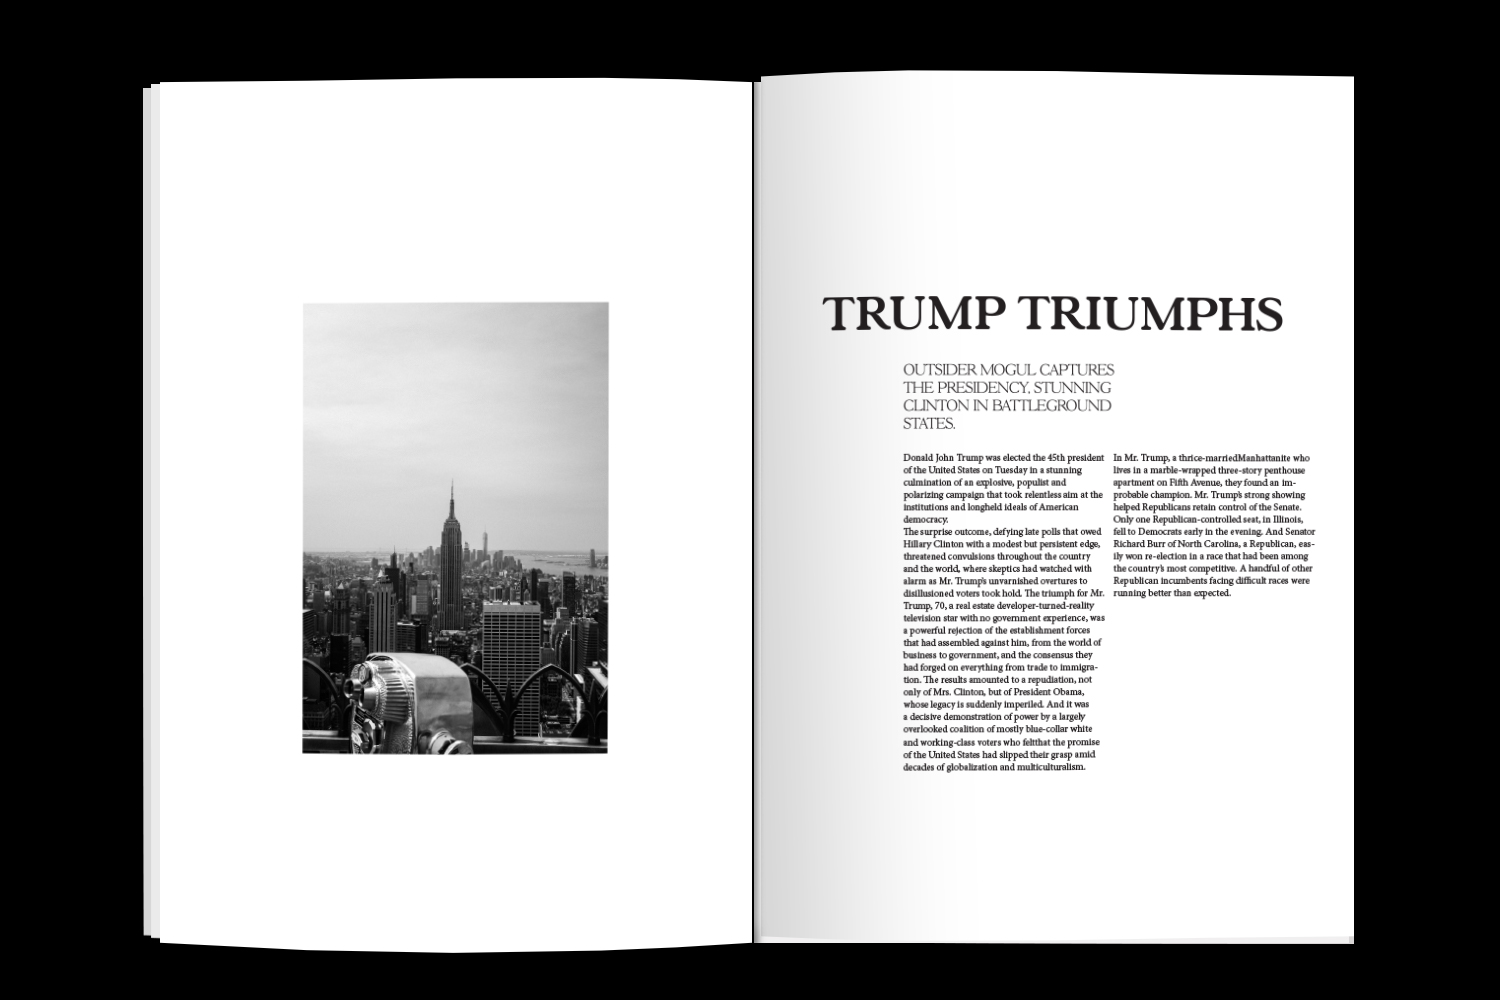 TRUMP TRIUMPHS
OUTSIDER MOGUL CAPTURES
THE PRESIDENCY, STUNNING
CLINTON IN BATTLEGROUND
STATES.
Donald John Trump was elected the 45th president
of the United States on Tuesday in a stunning
culmination of an explosive, populist and
polarizing campaign that took relentless aim at the
institutions and longheld ideals of American
democracy.
The surprise outcome, defying late polls that owed
Hillary Clinton with a modest but persistent edge,
threatened convulsions throughout the country
and the world, where skeptics had watched with
alarm as Mr. Trump's unvarnished overtures to
disillusioned voters took hold. The triumph for Mr.
Trump, 70, a real estate developer-turned-reality
television star with no government experience, was
a powerful rejection of the establishment forces
that had assembled against him, from the world of
business to government, and the consensus they
had forged on everything from trade to immigra-
tion. The results amounted to a repudiation, not
only of Mrs. Clinton, but of President Obama,
whose legacy is suddenly imperiled. And it was
a decisive demonstration of power by a largely
overlooked coalition of mostly blue-collar white
and working-class voters who feltthat the promise
of the United States had slipped their grasp amid
decades of globalization and multiculturalism.
In Mr. Trump, a thrice-marriedManhattanite who
lives in a marble-wrapped three-story penthouse
apartment on Fifth Avenue, they found an im-
probable champion. Mr. Trump's strong showing
helped Republicans retain control of the Senate.
Only one Republican-controlled seat, in Illinois,
fell to Democrats early in the evening. And Senator
Richard Burr of North Carolina, a Republican, eas-
ily won re-election in a race that had been among
the country's most competitive. A handful of other
Republican incumbents facing difficult races were
running better than expected.